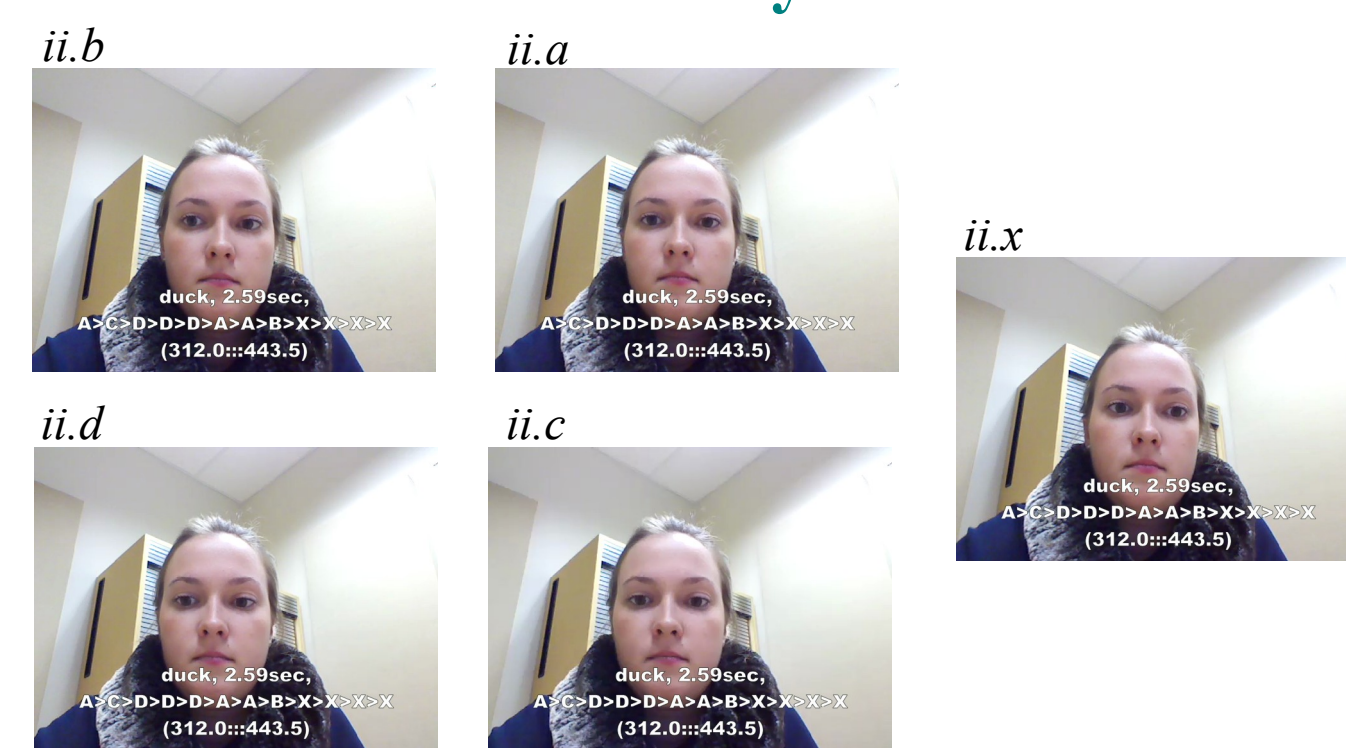 y
ii.b
duck, 2.59sec,
A>C>D>D>D>A>A>B>X>X>X>X
(312.0:::443.5)
ii.a
duck, 2.59sec,
A>C>D>D>D>A>A>B>X>X>X>X
(312.0:::443.5)
ii.x
duck, 2.59sec,
A>C>D>D>D>A>A>B>X>X>X>X
(312.0:::443.5)
ii.d
duck, 2.59sec,
A>C>D>D>D>A>A>B>X>X>X>X
(312.0:::443.5)
ii.c
duck, 2.59sec,
A>C>D>D>D>A>A>B>X>X>X>X
(312.0:::443.5)